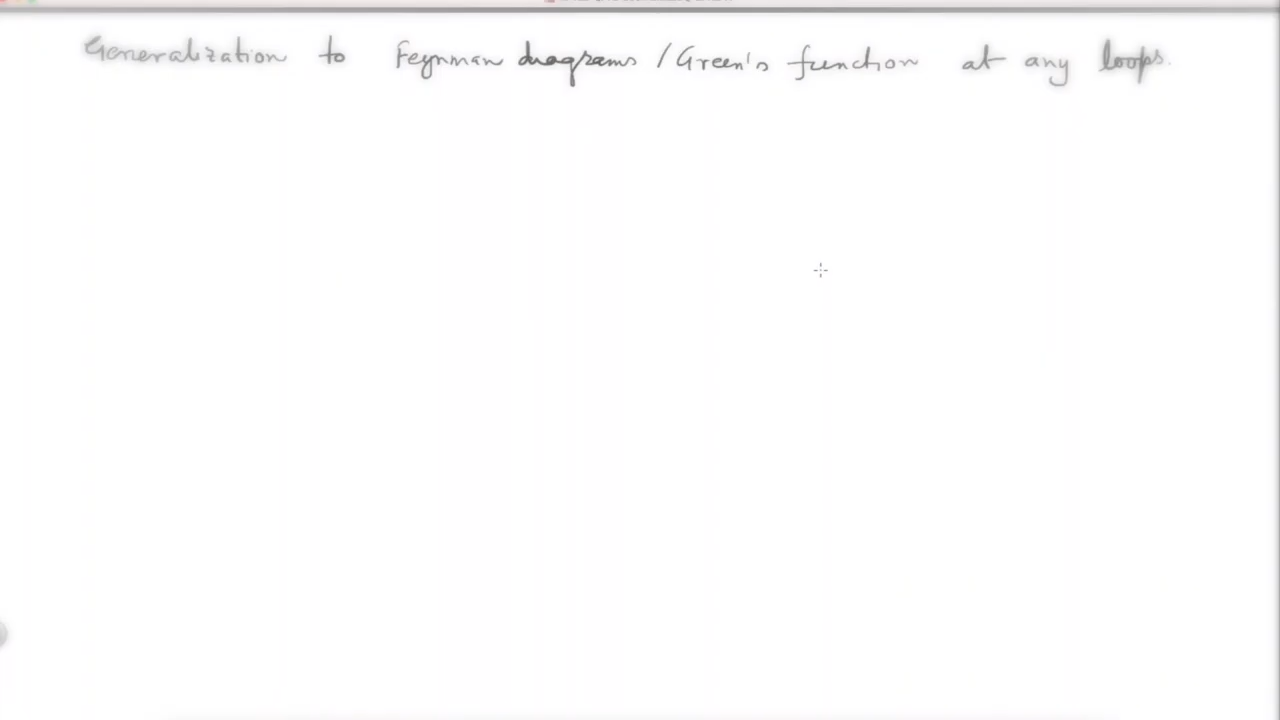 Generalization to Feynman diagrams / Green's function at any loops.